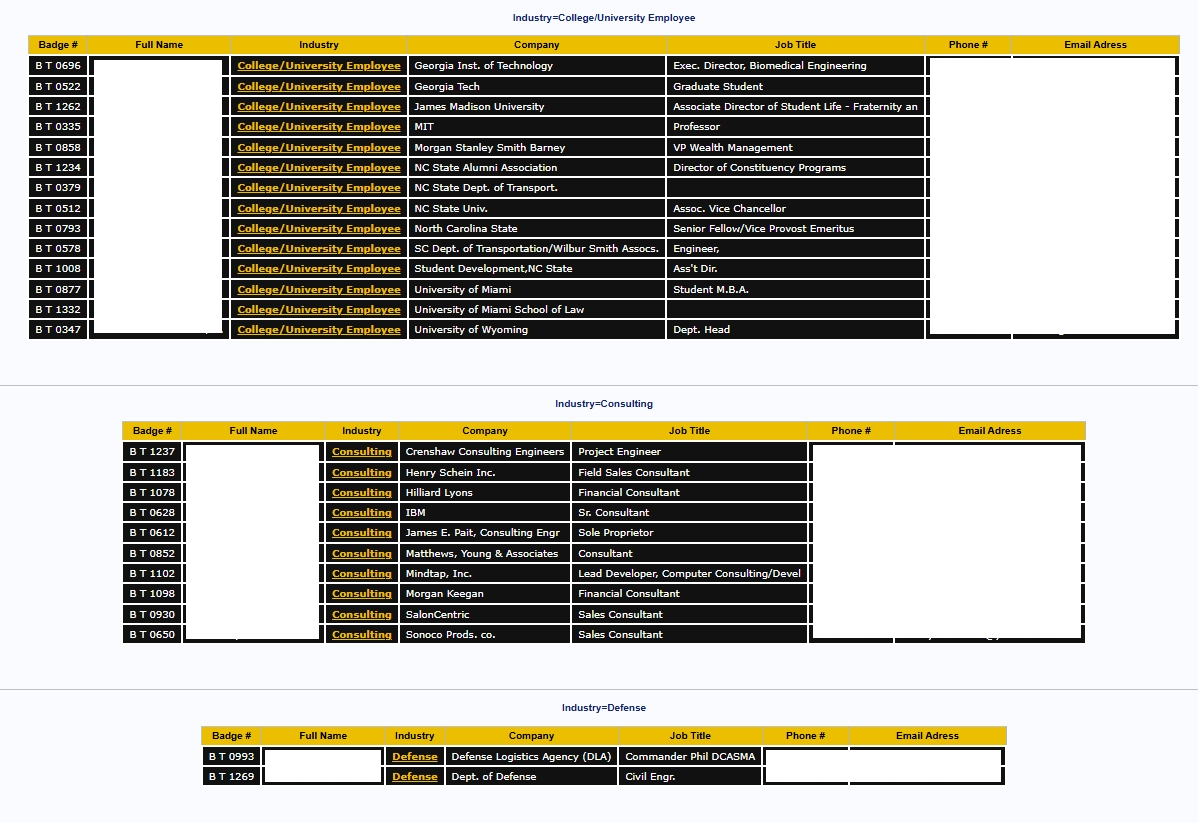 Industry=College/University Employee
Badge # Full Name Industry Company Job Title Phone # Email Adress
B T 0696 College/University Employee Georgia Inst. of Technology Exec. Director, Biomedical Engineering
B T 0522 College/University Employee Georgia Tech Graduate Student
B T 1262 College/University Employee James Madison University Associate Director of Student Life - Fraternity an
B T 0335 College/University Employee MIT Professor
B T 0858 College/University Employee Morgan Stanley Smith Barney VP Wealth Management
B T 1234 College/University Employee NC State Alumni Association Director of Constituency Programs
B T 0379 College/University Employee NC State Dept. of Transport.
B T 0512 College/University Employee NC State Univ. Assoc. Vice Chancellor
B T 0793 College/University Employee North Carolina State Senior Fellow/Vice Provost Emeritus
B T 0578 College/University Employee SC Dept. of Transportation/Wilbur Smith Assocs. Engineer,
B T 1008 College/University Employee Student Development,NC State Ass't Dir.
B T 0877 College/University Employee University of Miami Student M.B.A.
B T 1332 College/University Employee University of Miami School of Law
B T 0347 College/University Employee University of Wyoming Dept. Head
Industry=Consulting
Badge # Full Name Industry Company Job Title Phone # Email Adress
B T 1237 Consulting Crenshaw Consulting Engineers Project Engineer
B T 1183 Consulting Henry Schein Inc. Field Sales Consultant
B T 1078 Consulting Hilliard Lyons Financial Consultant
B T 0628 Consulting IBM Sr. Consultant
B T 0612 Consulting James E. Pait, Consulting Engr Sole Proprietor
B T 0852 Consulting Matthews, Young & Associates Consultant
B T 1102 Consulting Mindtap, Inc. Lead Developer, Computer Consulting/Devel
B T 1098 Consulting Morgan Keegan Financial Consultant
B T 0930 Consulting SalonCentric Sales Consultant
B T 0650 Consulting Sonoco Prods. co. Sales Consultant
Industry=Defense
Badge # Full Name Industry Company Job Title Phone # Email Adress
B T 0993 Defense Defense Logistics Agency (DLA) Commander Phil DCASMA
B T 1269 Defense Dept. of Defense Civil Engr.